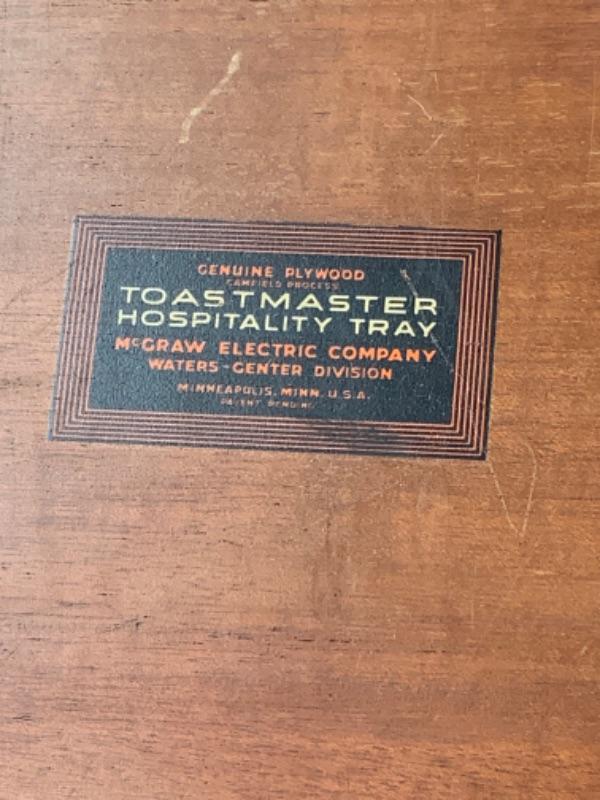 GENUINE PLYWOOD
CAMFIELD PROCESS
TOASTMASTER
HOSPITALITY TRAY
McGRAW ELECTRIC COMPANY
WATERS-GENTER DIVISION
MINNEAPOLIS, MINN. U.S.A.
PATENT PENDING